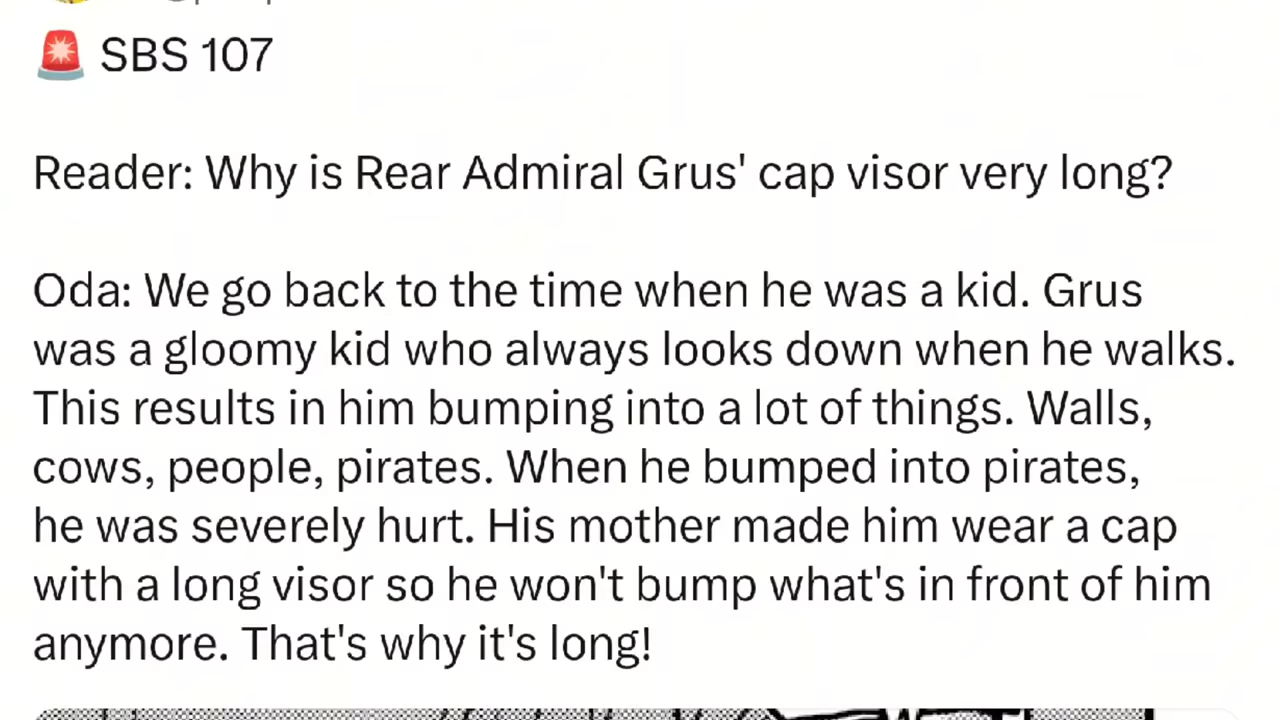 🚨 SBS 107
Reader: Why is Rear Admiral Grus' cap visor very long?
Oda: We go back to the time when he was a kid. Grus
was a gloomy kid who always looks down when he walks.
This results in him bumping into a lot of things. Walls,
cows, people, pirates. When he bumped into pirates,
he was severely hurt. His mother made him wear a cap
with a long visor so he won't bump what's in front of him
anymore. That's why it's long!